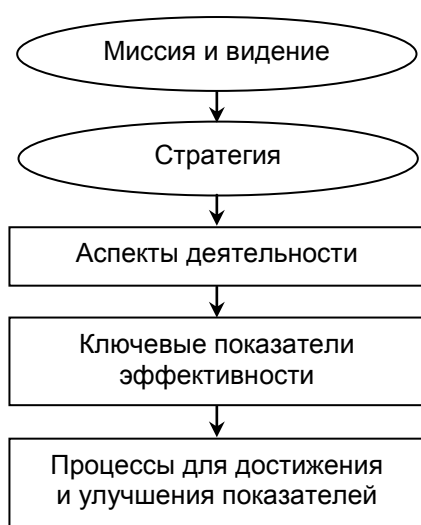 Миссия и видение
Стратегия
Аспекты деятельности
Ключевые показатели
эффективности
Процессы для достижения
и улучшения показателей